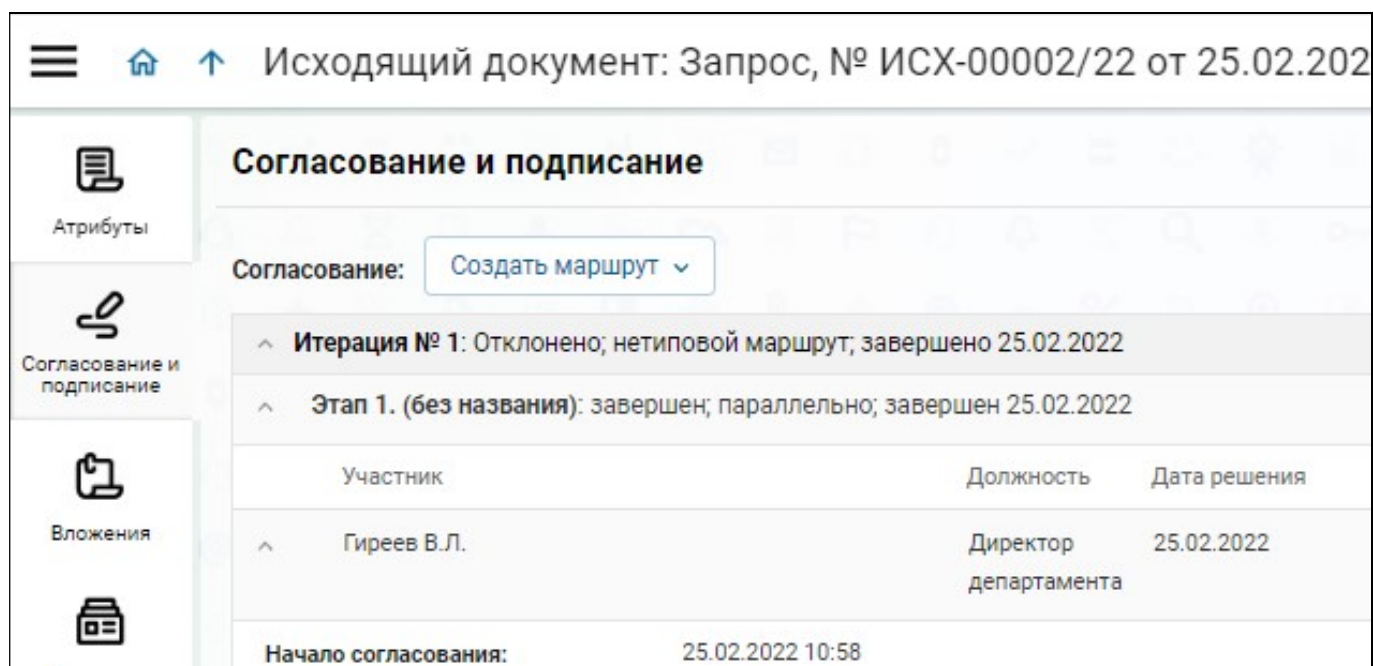 Исходящий документ: Запрос, № ИСХ-00002/22 от 25.02.202
Атрибуты
Согласование и подписание
Вложения
Согласование и подписание
Согласование: Создать маршрут
Итерация № 1: Отклонено; нетиповой маршрут; завершено 25.02.2022
Этап 1. (без названия): завершен; параллельно; завершен 25.02.2022
Участник Должность Дата решения
Гиреев В.Л. Директор департамента 25.02.2022
Начало согласования: 25.02.2022 10:58